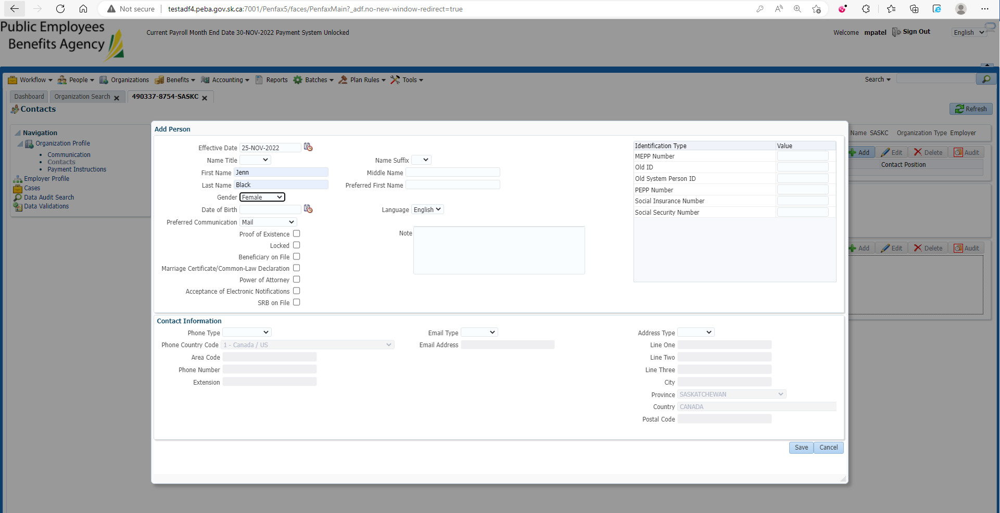 Not secure testadf4.peba.gov.sk.ca:7001/Penfax5/faces/PenfaxMain?_adf.no-new-window-redirect=true
Public Employees
Benefits Agency
Current Payroll Month End Date 30-NOV-2022 Payment System Unlocked
Welcome mpatel Sign Out English
Workflow People Organizations Benefits Accounting Reports Batches Plan Rules Tools Search
Dashboard Organization Search 490337-8754-SASKC
Contacts Refresh
Navigation
Organization Profile
Communication
Contacts
Payment Instructions
Employer Profile
Cases
Data Audit Search
Data Validations
Name SASKC Organization Type Employer
Add Edit Delete Audit
Contact Position
Add Edit Delete Audit
Add Person
Effective Date 25-NOV-2022
Name Title Name Suffix
First Name Jenn Middle Name
Last Name Black Preferred First Name
Gender Female
Date of Birth Language English
Preferred Communication Mail
Proof of Existence Note
Locked
Beneficiary on File
Marriage Certificate/Common-Law Declaration
Power of Attorney
Acceptance of Electronic Notifications
SRB on File
Identification Type Value
MEPP Number
Old ID
Old System Person ID
PEPP Number
Social Insurance Number
Social Security Number
Contact Information
Phone Type Email Type Address Type
Phone Country Code 1 - Canada / US Email Address Line One
Area Code Line Two
Phone Number Line Three
Extension City
Province SASKATCHEWAN
Country CANADA
Postal Code
Save Cancel